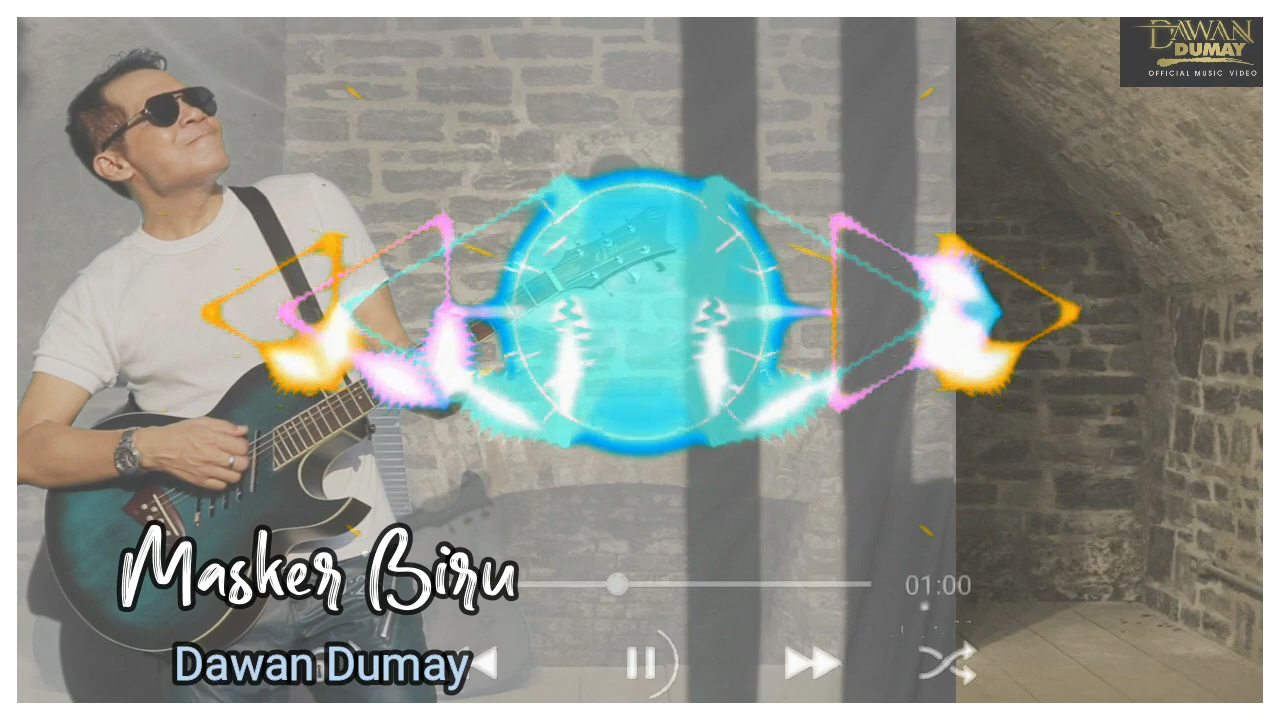 DAWAN
DUMAY
OFFICIAL MUSIC VIDEO
Masker Biru
01:00
Dawan Dumay